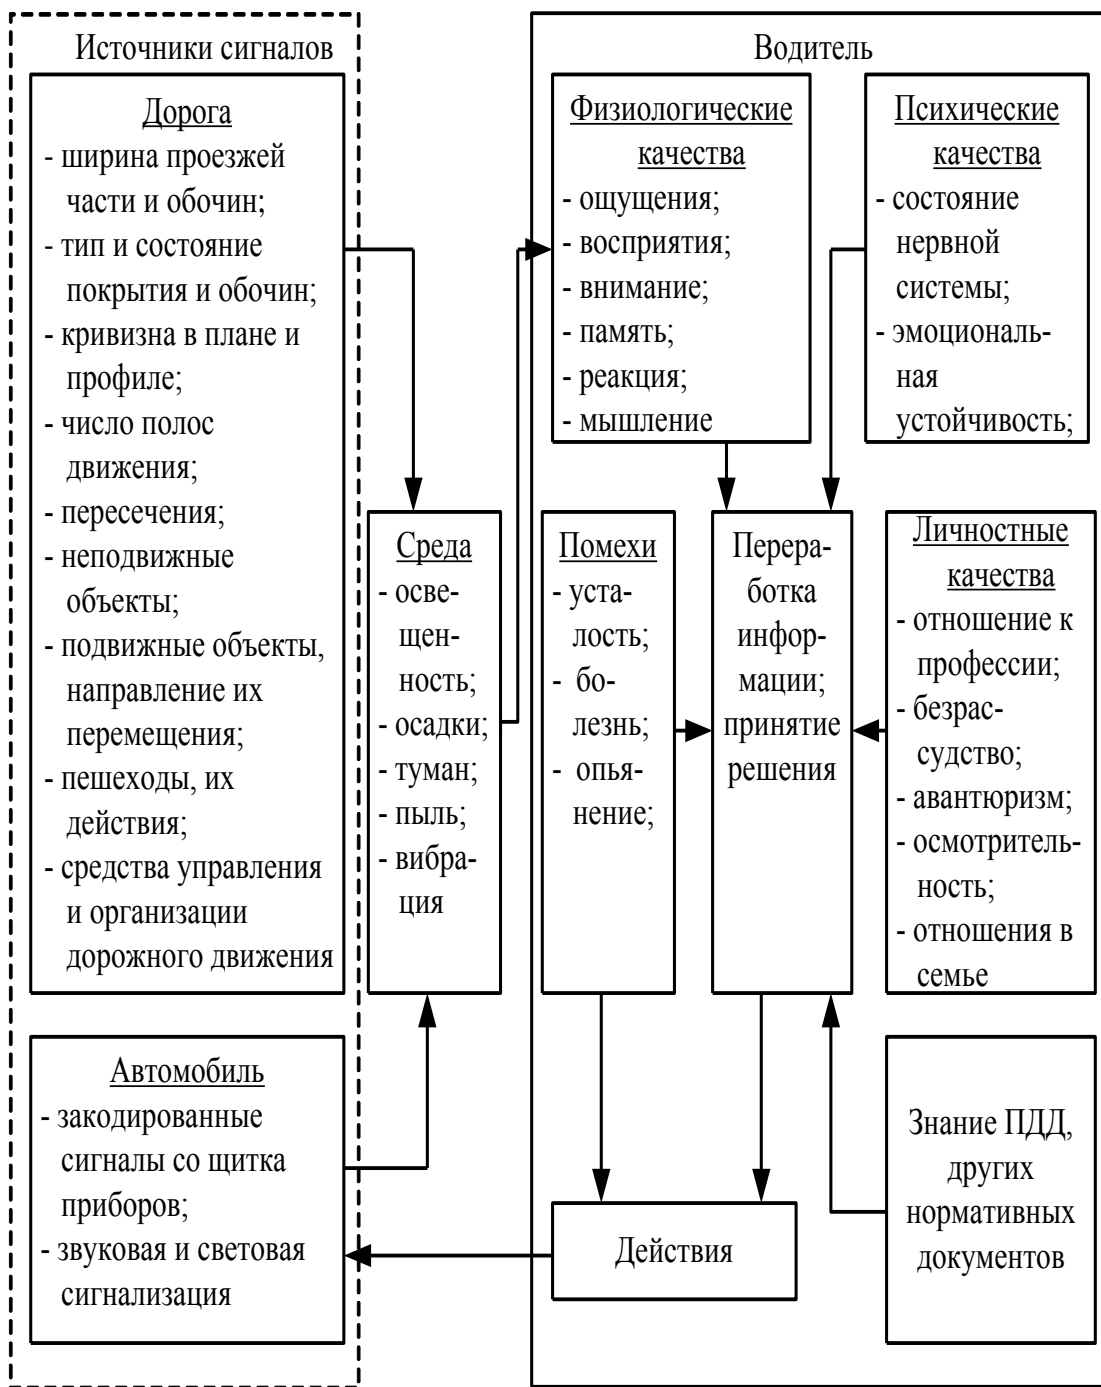 Источники сигналов
Дорога
- ширина проезжей
части и обочин;
- тип и состояние
покрытия и обочин;
- кривизна в плане и
профиле;
- число полос
движения;
- пересечения;
- неподвижные
объекты;
- подвижные объекты,
направление их
перемещения;
- пешеходы, их
действия;
- средства управления
и организации
дорожного движения
Автомобиль
- закодированные
сигналы со щитка
приборов;
- звуковая и световая
сигнализация
Среда
- осве-
щен-
ность;
- осадки;
- туман;
- пыль;
- вибра-
ция
Водитель
Физиологические
качества
- ощущения;
- восприятия;
- внимание;
- память;
- реакция;
- мышление
Психические
качества
- состояние
нервной
системы;
- эмоциональ-
ная
устойчивость;
Помехи
- уста-
лость;
- бо-
лезнь;
- опья-
нение;
Перера-
ботка
инфор-
мации;
принятие
решения
Личностные
качества
- отношение к
профессии;
- безрас-
судство;
- авантюризм;
- осмотритель-
ность;
- отношения в
семье
Действия
Знание ПДД,
других
нормативных
документов